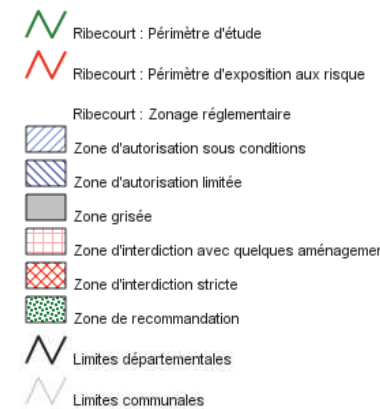 Ribecourt : Périmètre d'étude
Ribecourt : Périmètre d'exposition aux risque
Ribecourt : Zonage réglementaire
Zone d'autorisation sous conditions
Zone d'autorisation limitée
Zone grisée
Zone d'interdiction avec quelques aménagemer
Zone d'interdiction stricte
Zone de recommandation
Limites départementales
Limites communales